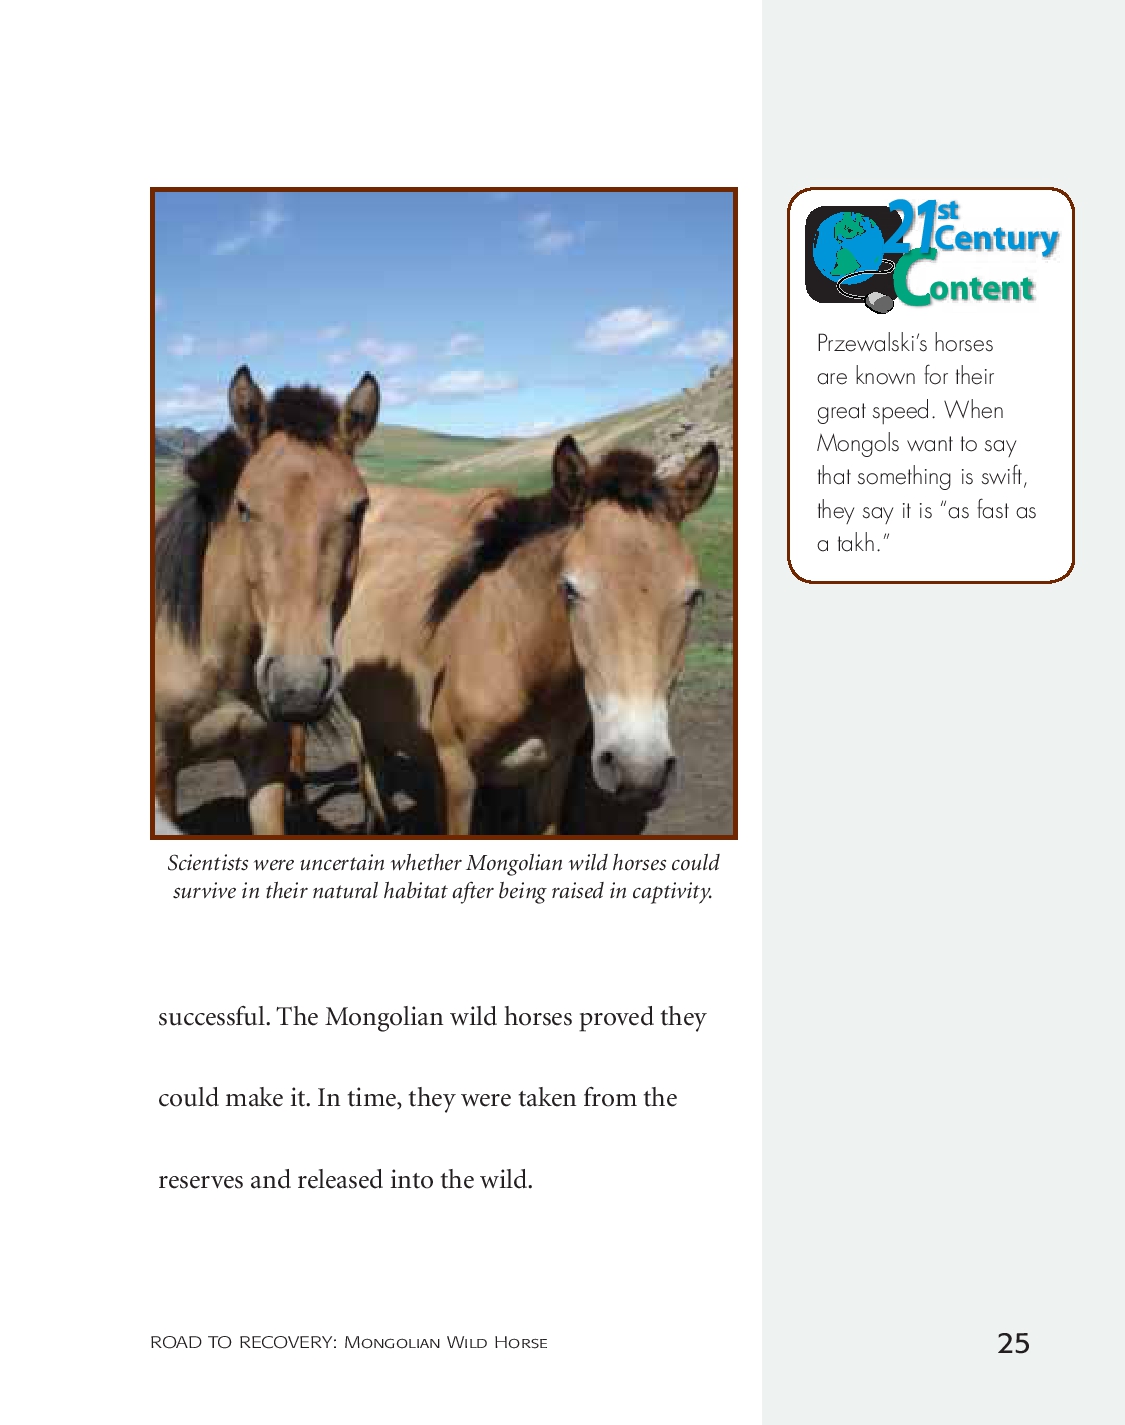 21st
Century
Content
Przewalski’s horses
are known for their
great speed. When
Mongols want to say
that something is swift,
they say it is “as fast as
a takh.”
Scientists were uncertain whether Mongolian wild horses could
survive in their natural habitat after being raised in captivity.
successful. The Mongolian wild horses proved they
could make it. In time, they were taken from the
reserves and released into the wild.
ROAD TO RECOVERY: Mongolian Wild Horse
25